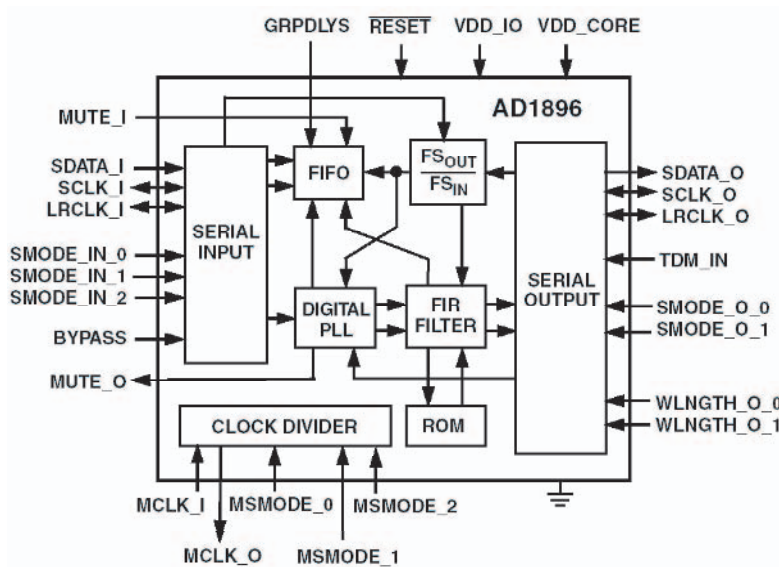 GRPDLYS RESET VDD_IO VDD_CORE
AD1896
MUTE_I
SDATA_I
SCLK_I
LRCLK_I
SMODE_IN_0
SMODE_IN_1
SMODE_IN_2
BYPASS
MUTE_O
SERIAL
INPUT
FIFO
FSOUT
FSIN
DIGITAL
PLL
FIR
FILTER
ROM
SERIAL
OUTPUT
SDATA_O
SCLK_O
LRCLK_O
TDM_IN
SMODE_O_0
SMODE_O_1
WLNGTH_O_0
WLNGTH_O_1
CLOCK DIVIDER
MCLK_I MSMODE_0 MSMODE_2
MCLK_O MSMODE_1